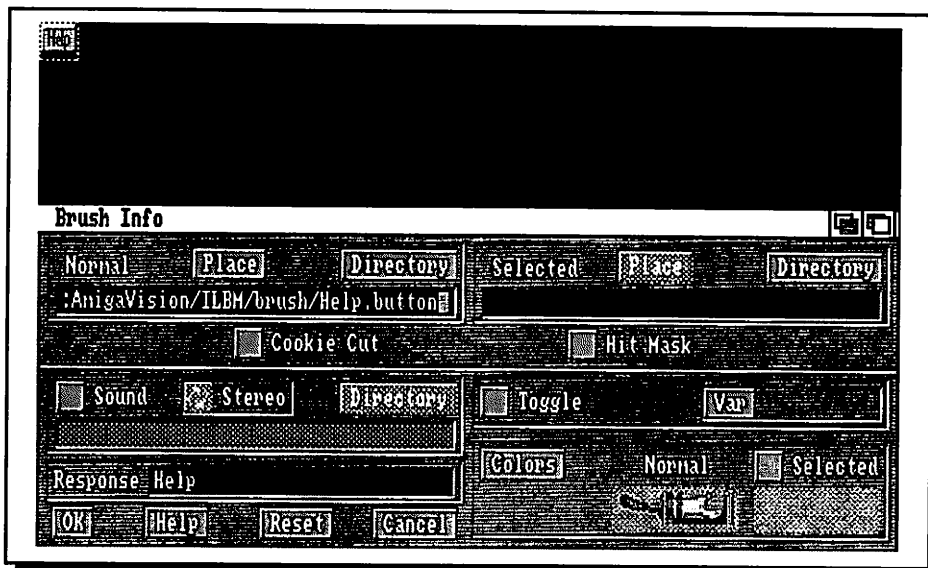 Help
Brush Info
Normal Place Directory Selected Place Directory
:AmigaVision/ILBM/brush/Help.button
Cookie Cut Hit Mask
Sound Stereo Directory Toggle Var
Colors Normal Selected
Response Help
OK Help Reset Cancel